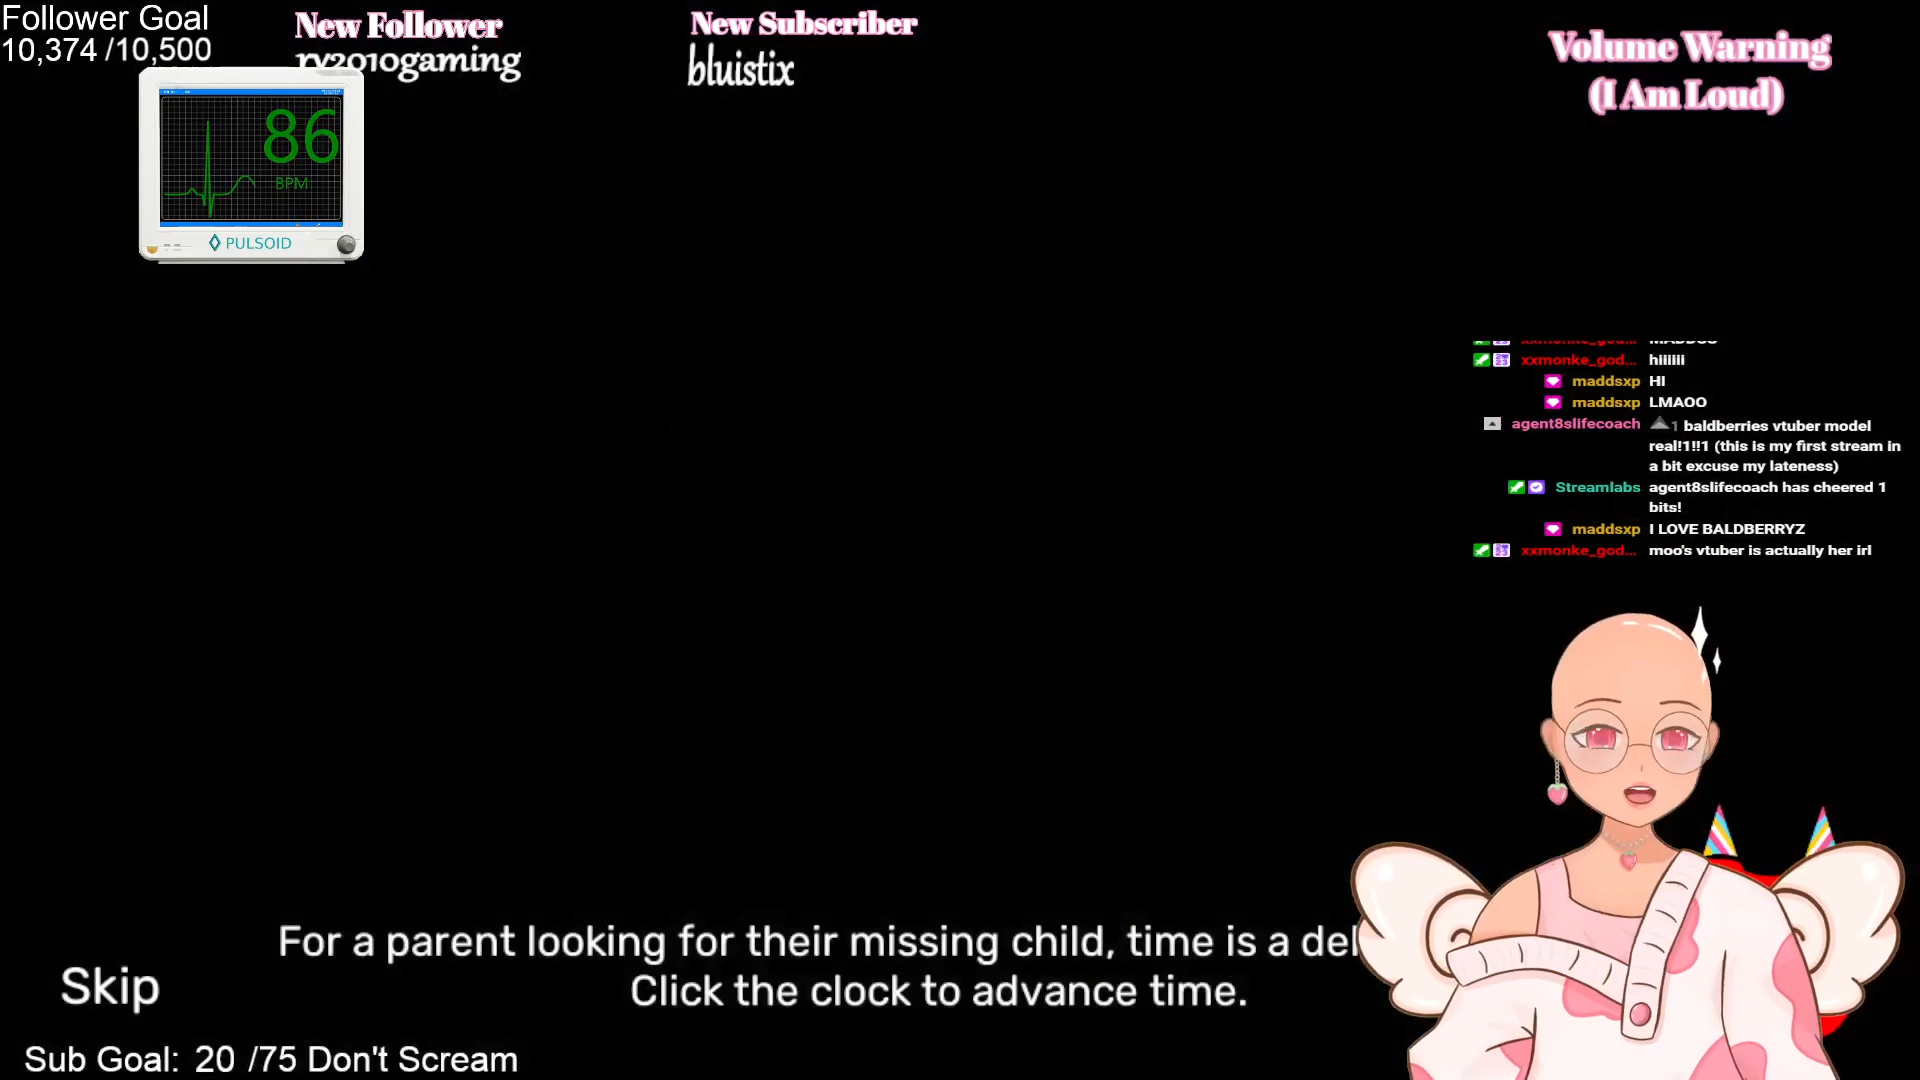 Follower Goal
10,374 /10,500
New Follower
ry2010gaming
New Subscriber
bluistix
Volume Warning
(I Am Loud)
86
BPM
PULSOID
xxmonke_god... hiiiiii
maddsxp HI
maddsxp LMAOO
agent8slifecoach 1 baldberries vtuber model
real!1!!1 (this is my first stream in
a bit excuse my lateness)
Streamlabs agent8slifecoach has cheered 1
bits!
maddsxp I LOVE BALDBERRYZ
xxmonke_god... moo's vtuber is actually her irl
For a parent looking for their missing child, time is a
Click the clock to advance time.
Skip
Sub Goal: 20 /75 Don't Scream